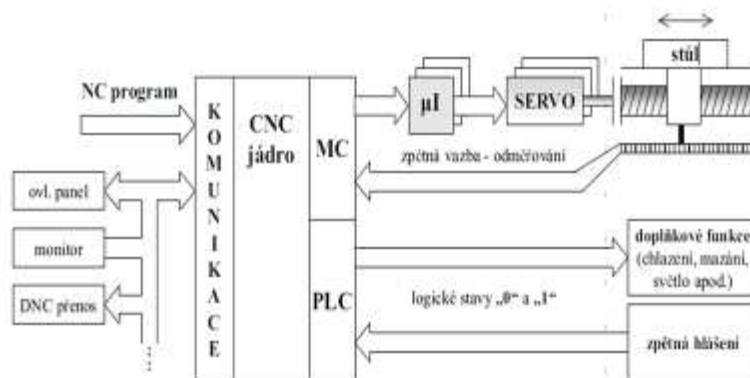 stůl
NC program
KOMUNIKACE
CNC
jádro
MC
µI
SERVO
zpětná vazba - odměřování
ovl. panel
monitor
DNC přenos
PLC
logické stavy „0“ a „1“
doplňkové funkce
(chlazení, mazání,
světlo apod.)
zpětná hlášení